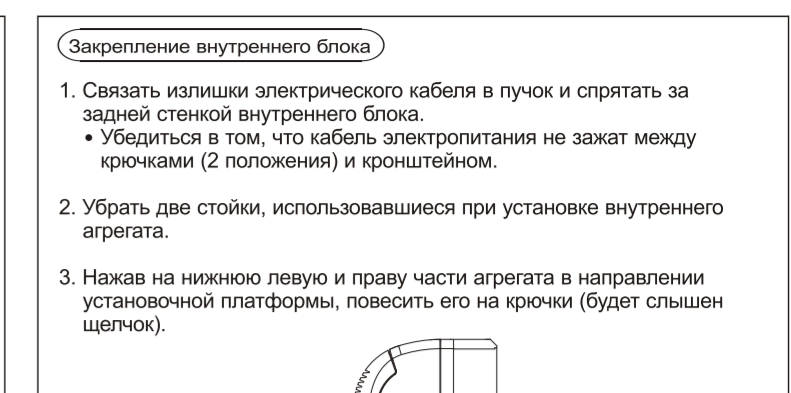 Закрепление внутреннего блока
1. Связать излишки электрического кабеля в пучок и спрятать за
задней стенкой внутреннего блока.
• Убедиться в том, что кабель электропитания не зажат между
крючками (2 положения) и кронштейном.
2. Убрать две стойки, использовавшиеся при установке внутреннего
агрегата.
3. Нажав на нижнюю левую и праву части агрегата в направлении
установочной платформы, повесить его на крючки (будет слышен
щелчок).